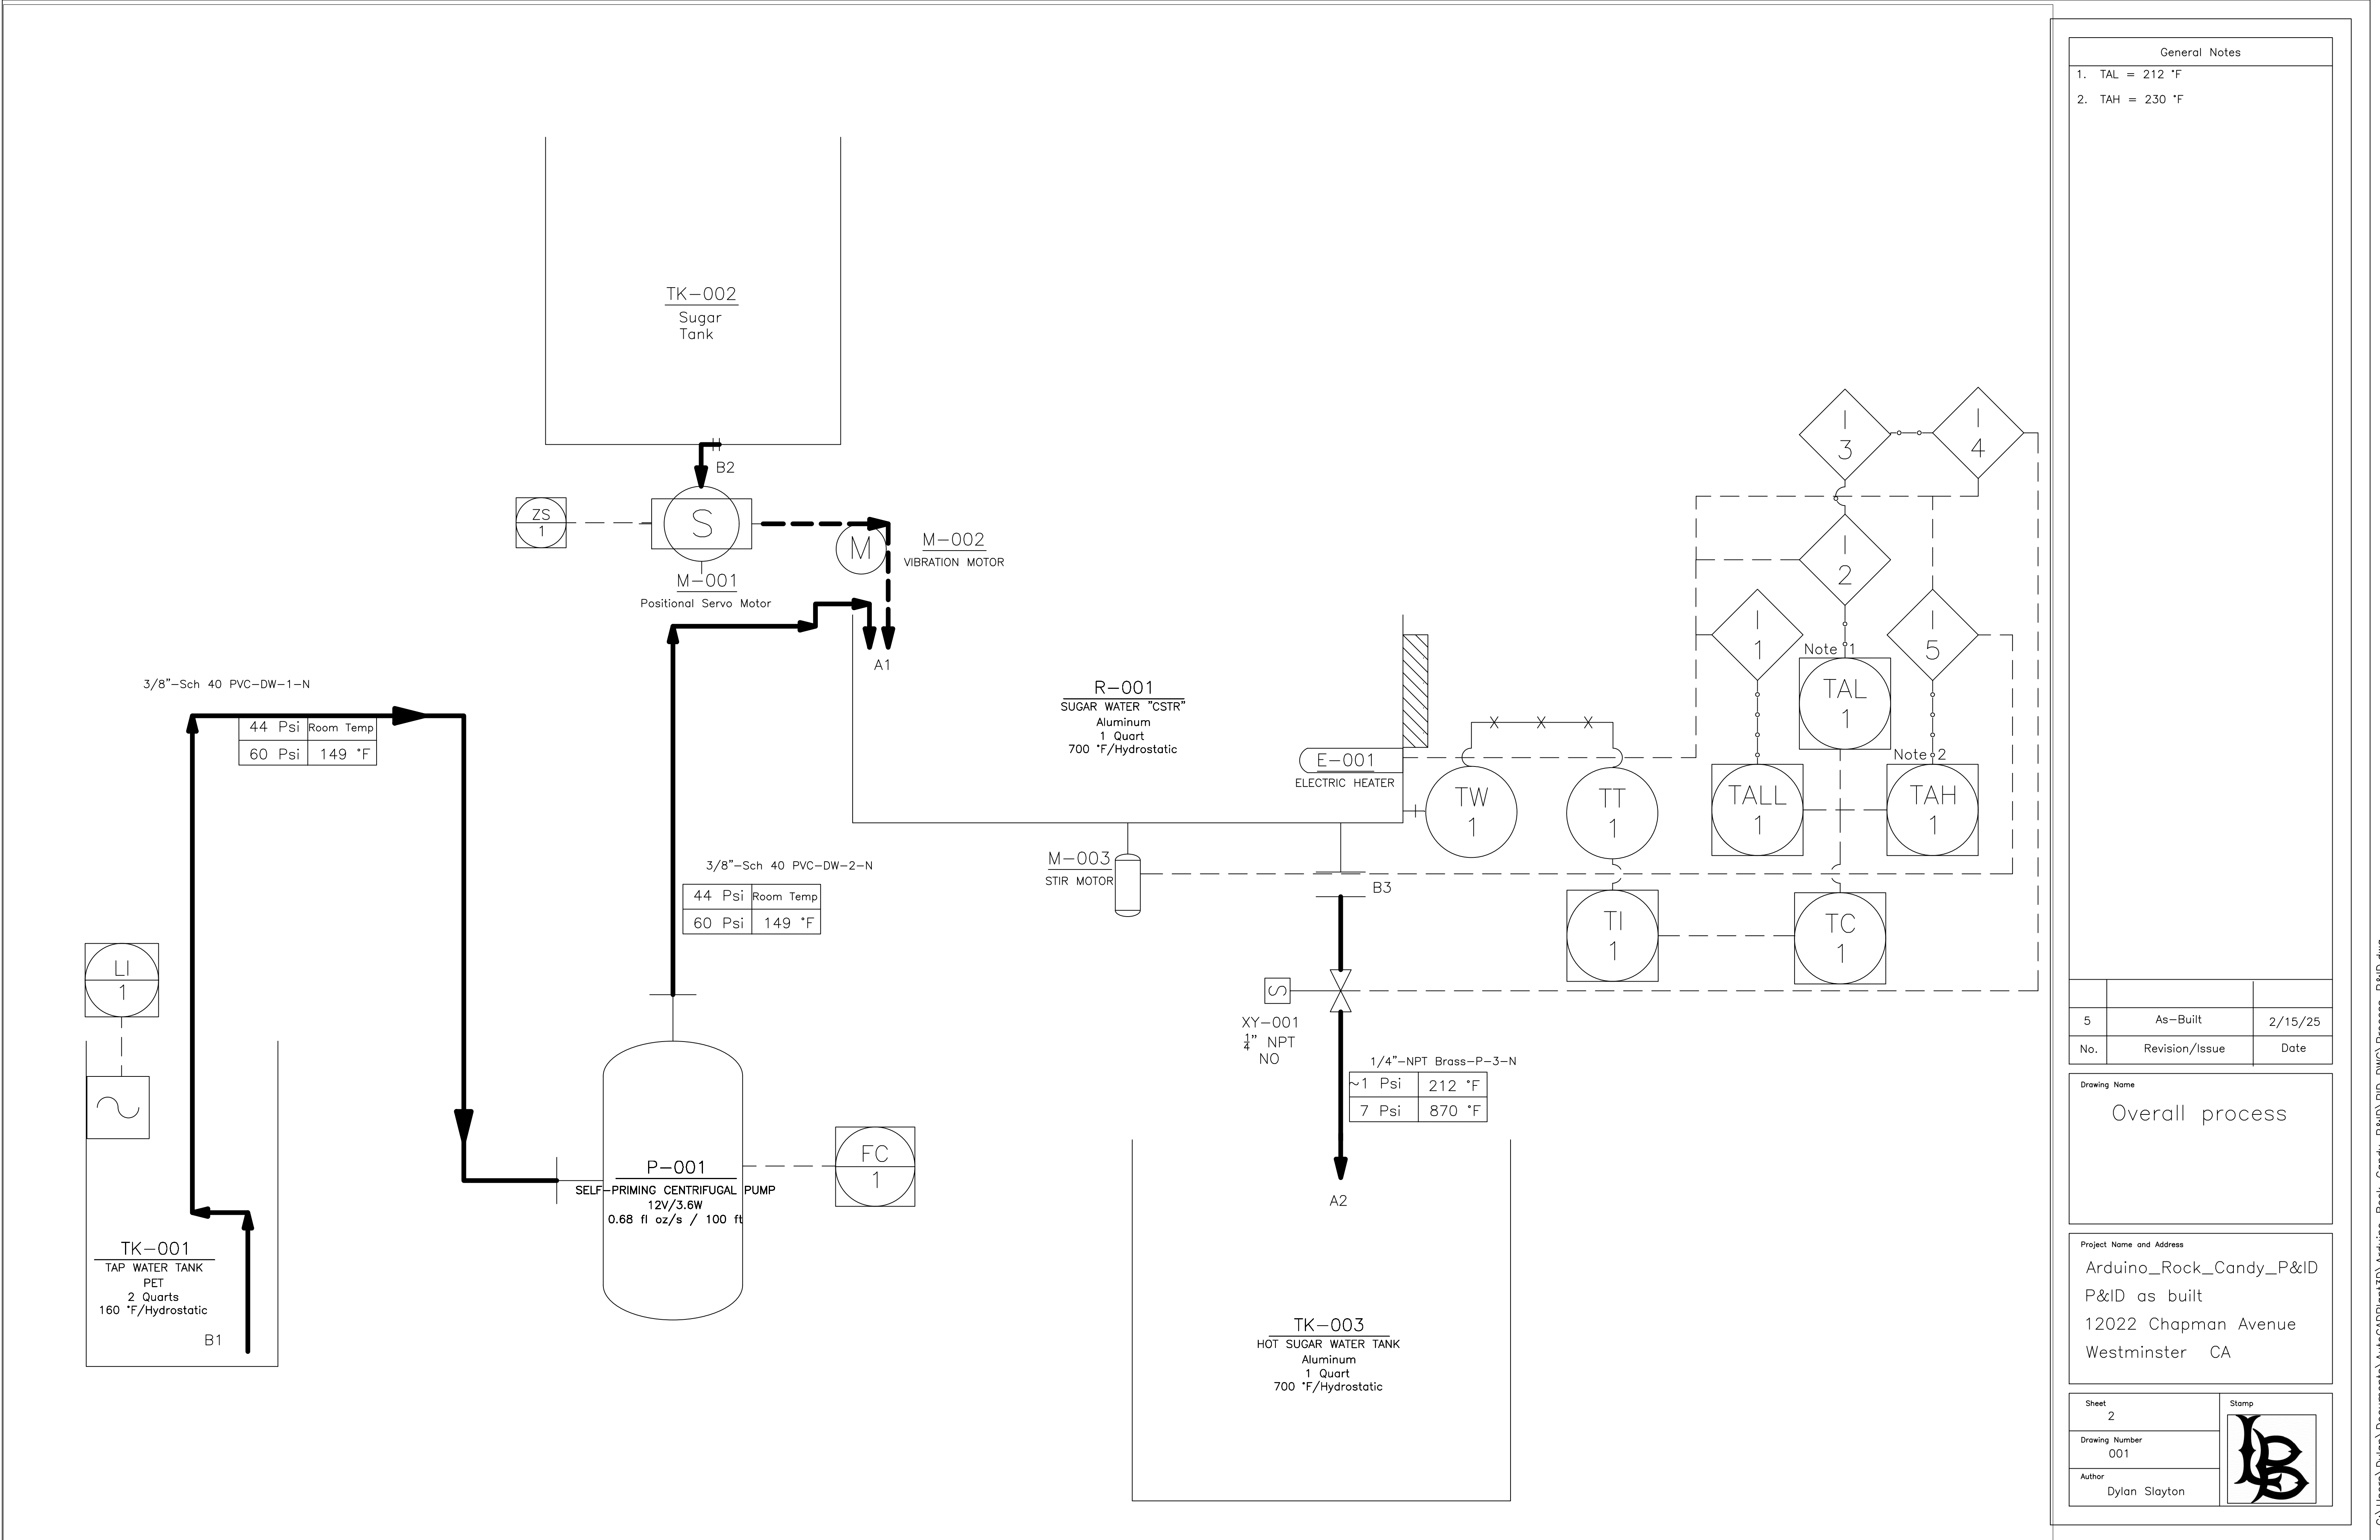 TK-002
Sugar
Tank
B2
ZS
1
S
M-001
Positional Servo Motor
M
M-002
VIBRATION MOTOR
A1
3/8"-Sch 40 PVC-DW-1-N
44 Psi Room Temp
60 Psi 149 °F
3/8"-Sch 40 PVC-DW-2-N
44 Psi Room Temp
60 Psi 149 °F
LI
1
TK-001
TAP WATER TANK
PET
2 Quarts
160 °F/Hydrostatic
B1
P-001
SELF-PRIMING CENTRIFUGAL PUMP
12V/3.6W
0.68 fl oz/s / 100 ft
FC
1
R-001
SUGAR WATER "CSTR"
Aluminum
1 Quart
700 °F/Hydrostatic
E-001
ELECTRIC HEATER
M-003
STIR MOTOR
B3
S
XY-001
1/4" NPT
NO
1/4"-NPT Brass-P-3-N
~1 Psi 212 °F
7 Psi 870 °F
A2
TK-003
HOT SUGAR WATER TANK
Aluminum
1 Quart
700 °F/Hydrostatic
TW
1
TT
1
TI
1
TC
1
I
3
I
4
I
2
I
1
I
5
Note 1
TAL
1
Note 2
TALL
1
TAH
1
General Notes
1. TAL = 212 °F
2. TAH = 230 °F
5 As-Built 2/15/25
No. Revision/Issue Date
Drawing Name
Overall process
Project Name and Address
Arduino_Rock_Candy_P&ID
P&ID as built
12022 Chapman Avenue
Westminster CA
Sheet
2
Drawing Number
001
Author
Dylan Slayton
Stamp
LB